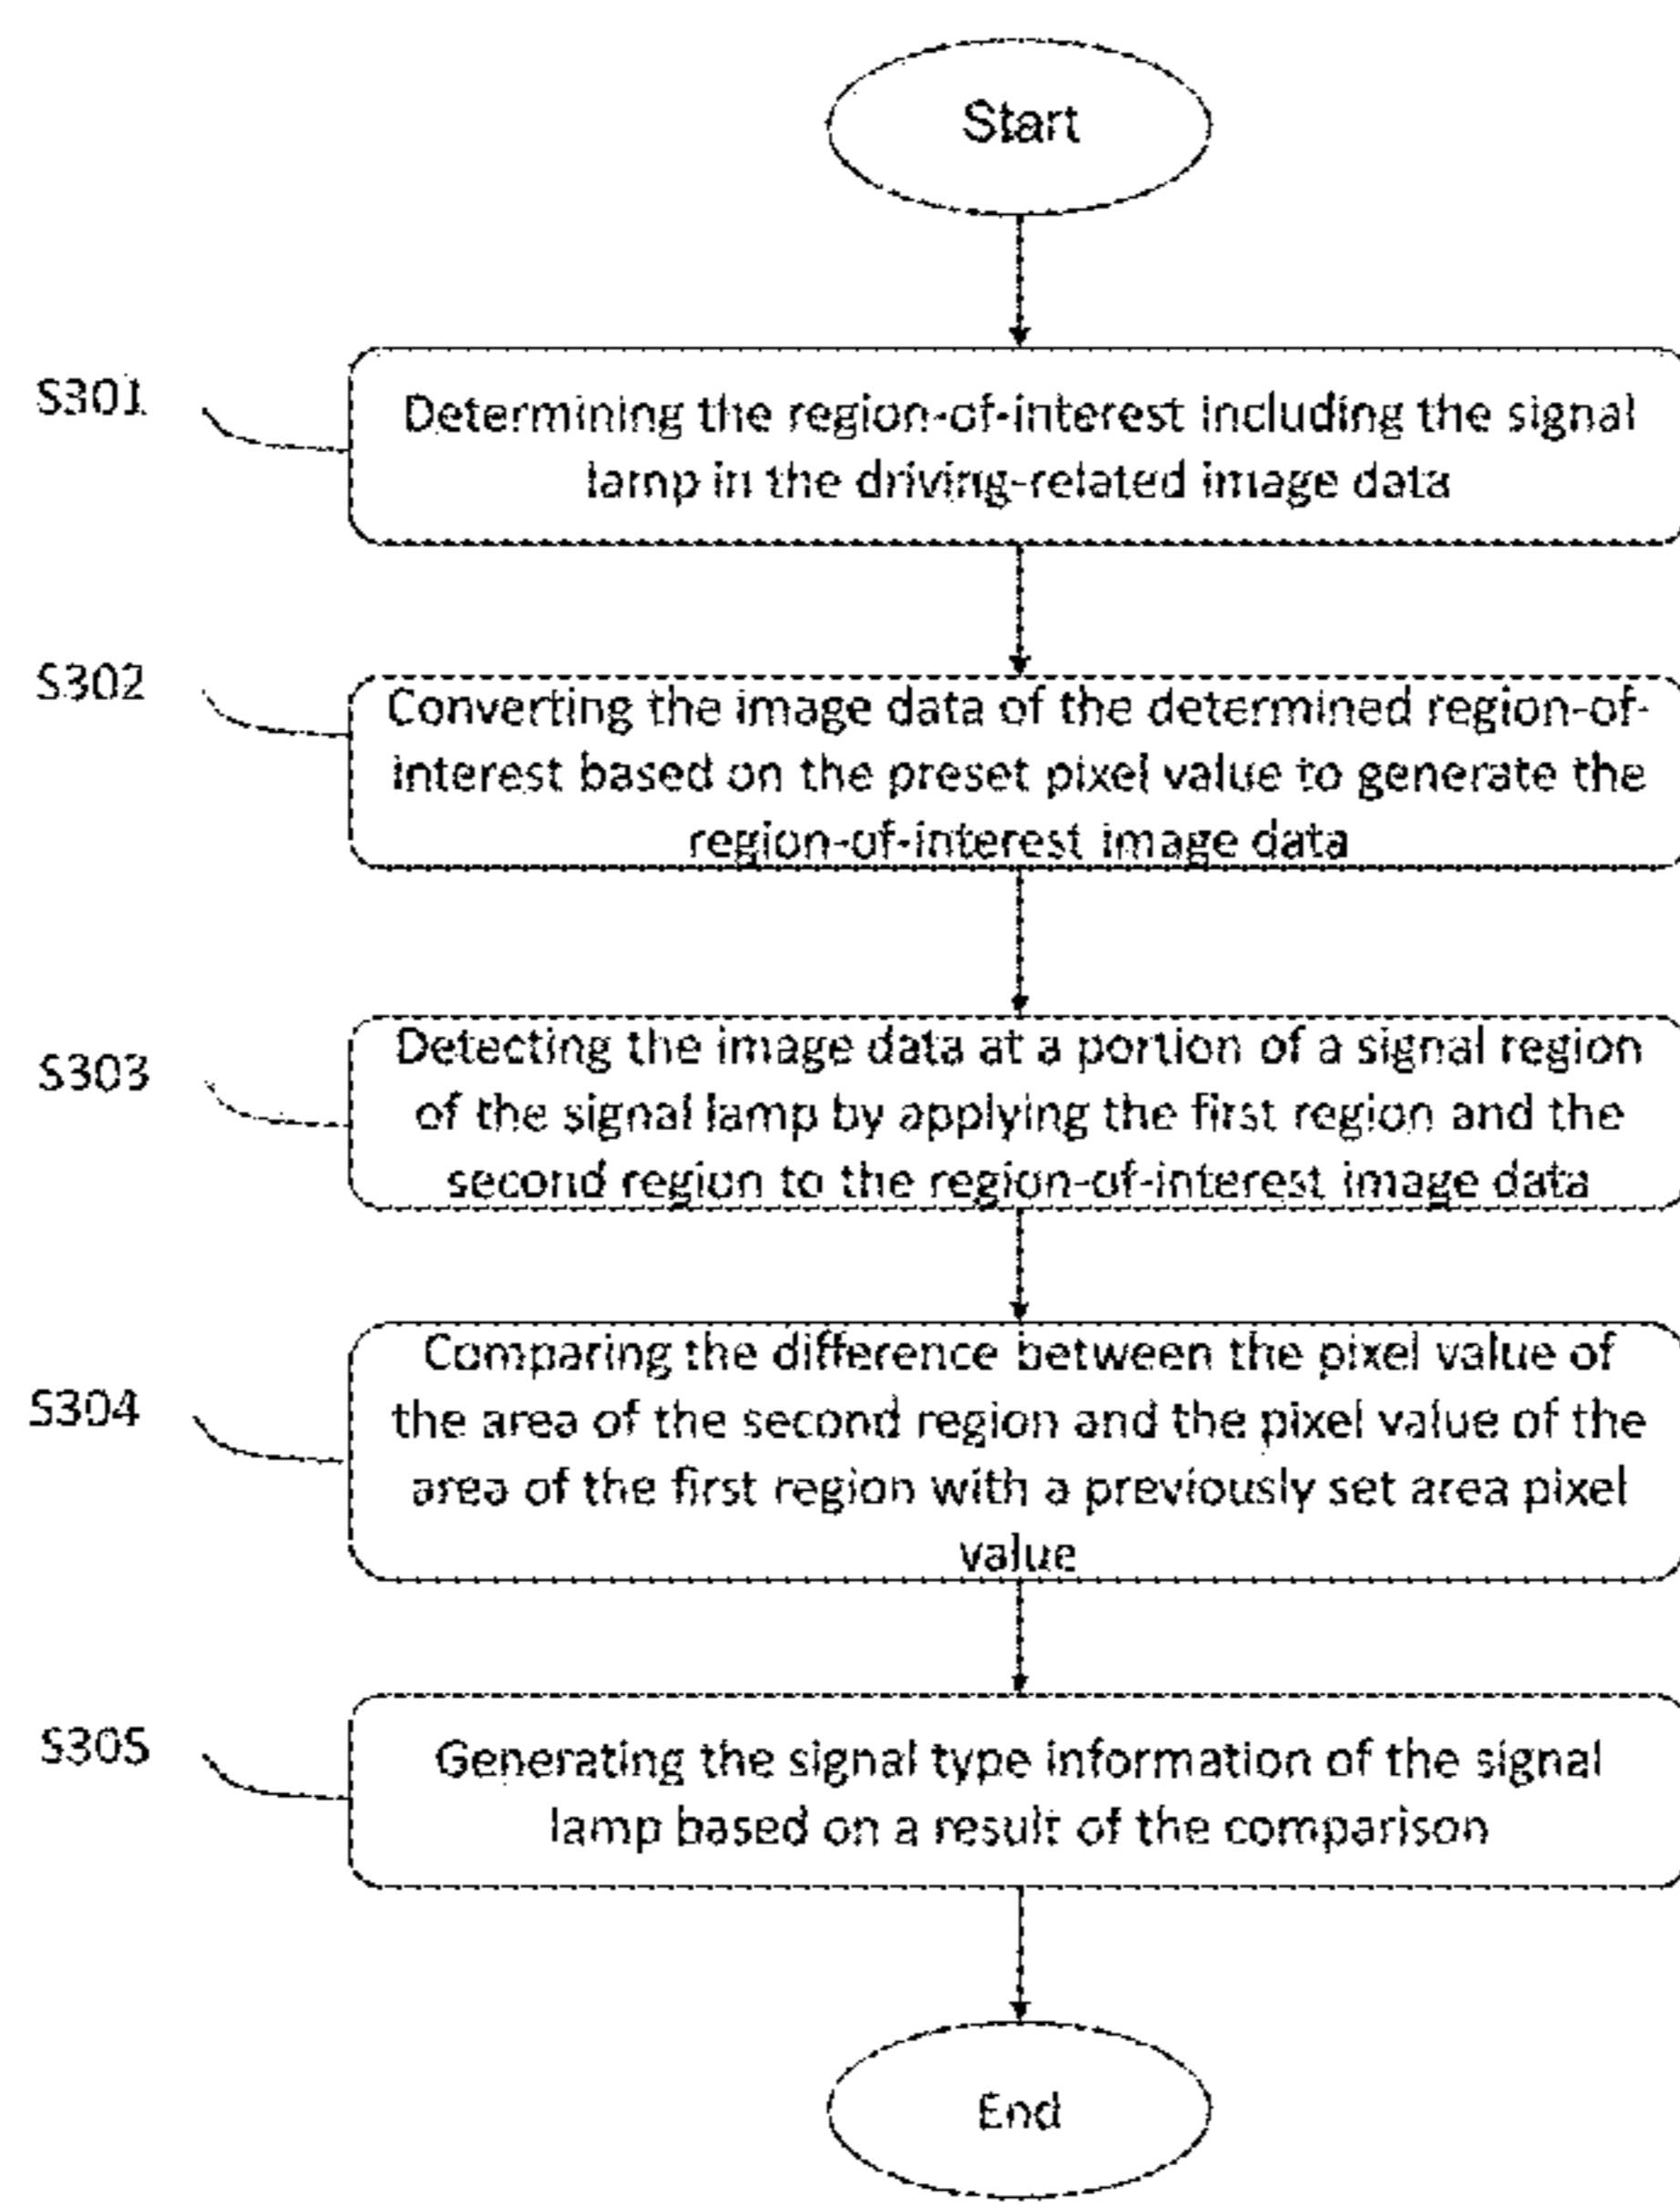 Start
S301
Determining the region-of-interest including the signal
lamp in the driving-related image data
S302
Converting the image data of the determined region-of-
interest based on the preset pixel value to generate the
region-of-interest image data
S303
Detecting the image data at a portion of a signal region
of the signal lamp by applying the first region and the
second region to the region-of-interest image data
S304
Comparing the difference between the pixel value of
the area of the second region and the pixel value of the
area of the first region with a previously set area pixel
value
S305
Generating the signal type information of the signal
lamp based on a result of the comparison
End